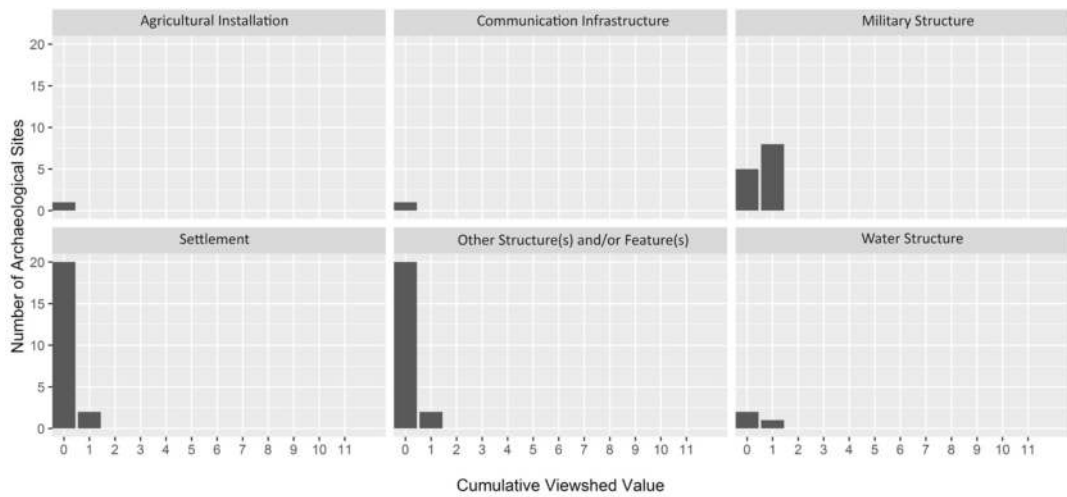 Agricultural Installation
Communication Infrastructure
Military Structure
20
15
10
5
0
Settlement
Other Structure(s) and/or Feature(s)
Water Structure
20
15
10
5
0
0 1 2 3 4 5 6 7 8 9 10 11
0 1 2 3 4 5 6 7 8 9 10 11
0 1 2 3 4 5 6 7 8 9 10 11
Number of Archaeological Sites
Cumulative Viewshed Value